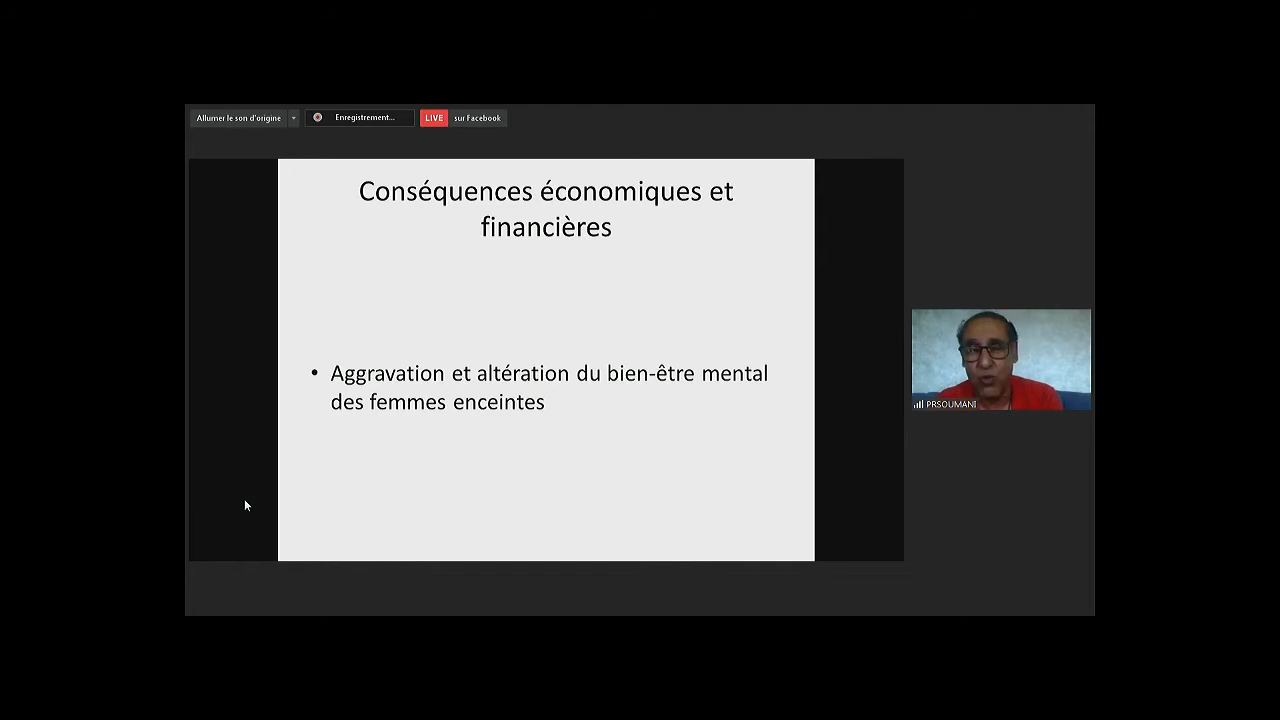 Allumer le son d'origine
Enregistrement...
LIVE sur Facebook
Conséquences économiques et
financières
• Aggravation et altération du bien-être mental
des femmes enceintes
PRSOUMANI